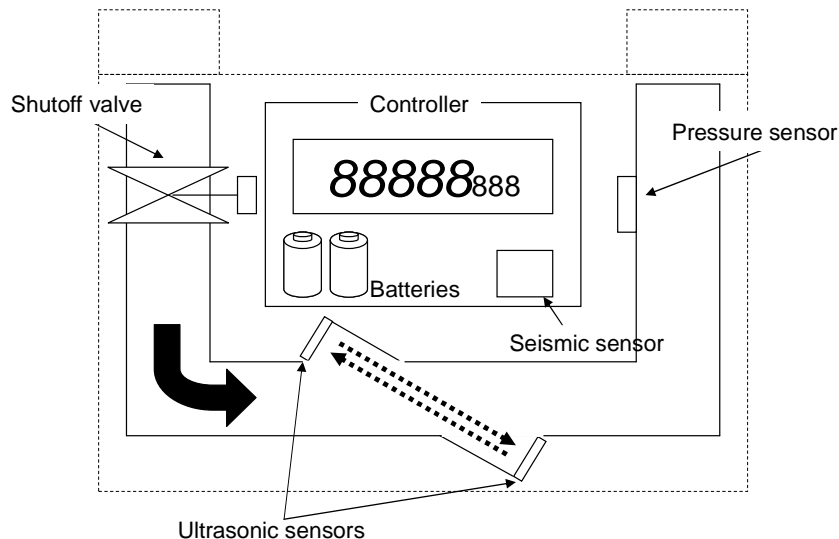 Shutoff valve
Controller
Pressure sensor
88888888
Batteries
Seismic sensor
Ultrasonic sensors